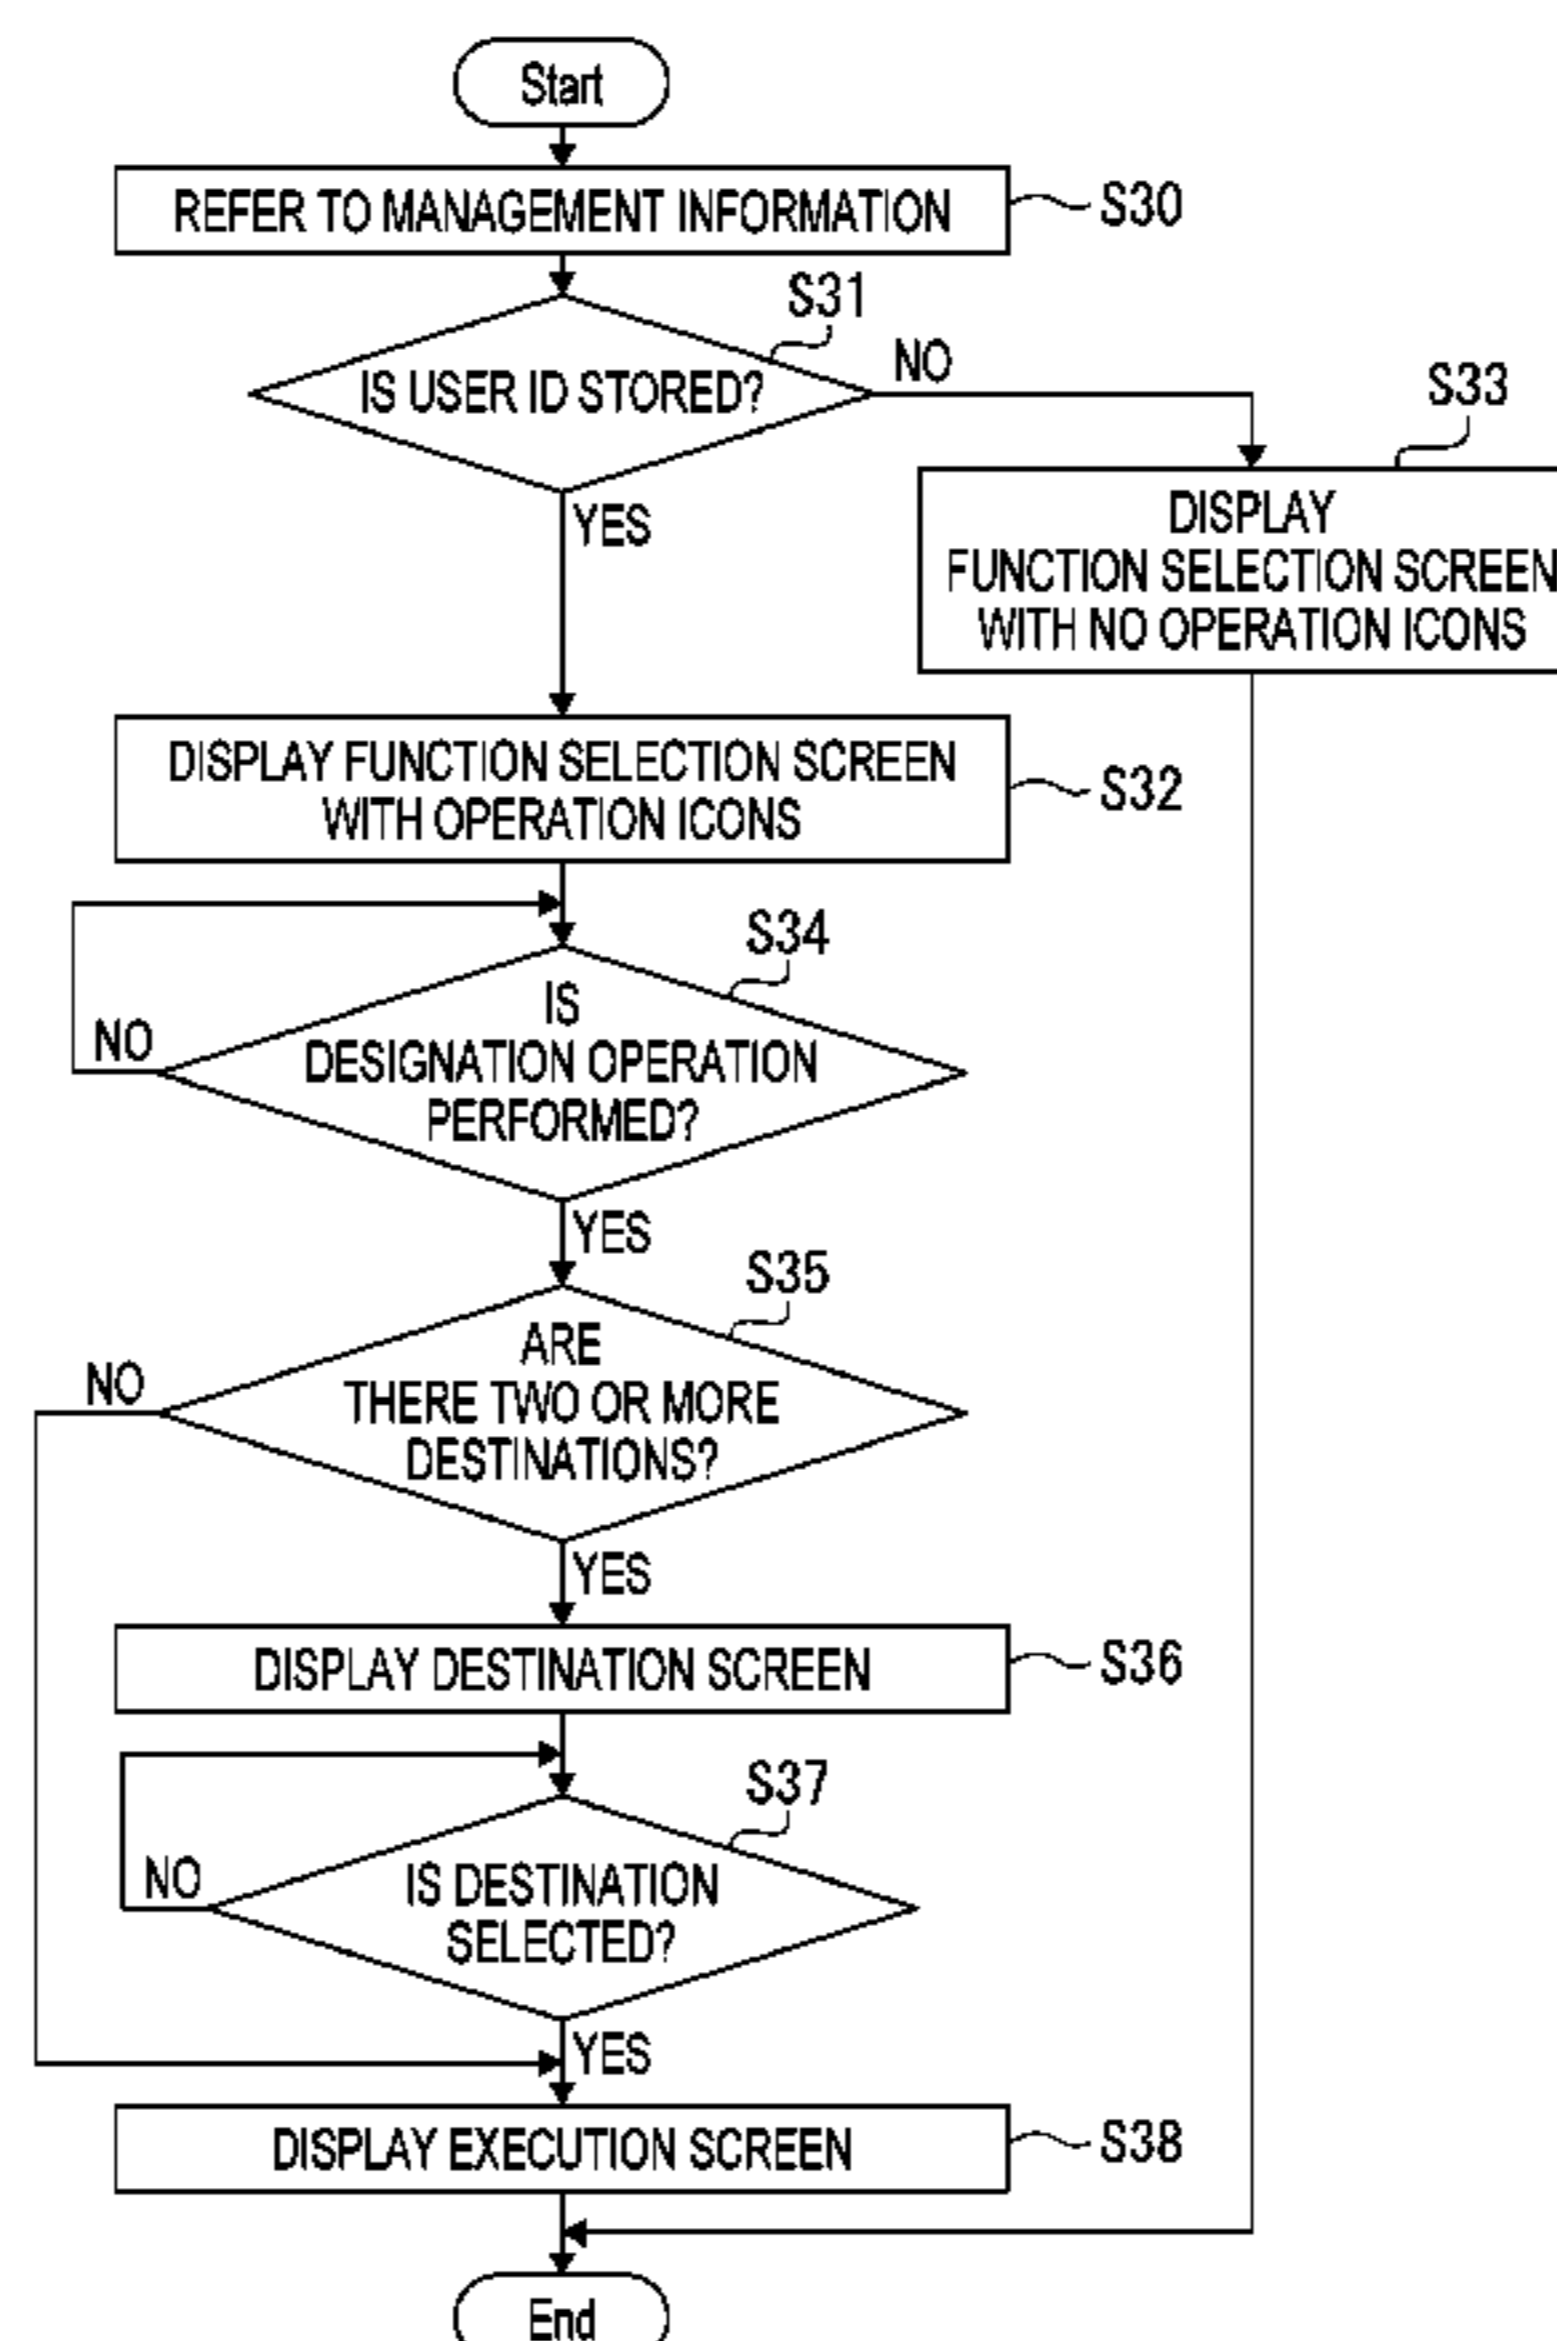 Start
REFER TO MANAGEMENT INFORMATION
S30
S31
IS USER ID STORED?
NO
YES
S33
DISPLAY
FUNCTION SELECTION SCREEN
WITH NO OPERATION ICONS
DISPLAY FUNCTION SELECTION SCREEN
WITH OPERATION ICONS
S32
S34
IS
DESIGNATION OPERATION
PERFORMED?
NO
YES
S35
ARE
THERE TWO OR MORE
DESTINATIONS?
NO
YES
DISPLAY DESTINATION SCREEN
S36
S37
IS DESTINATION
SELECTED?
NO
YES
DISPLAY EXECUTION SCREEN
S38
End